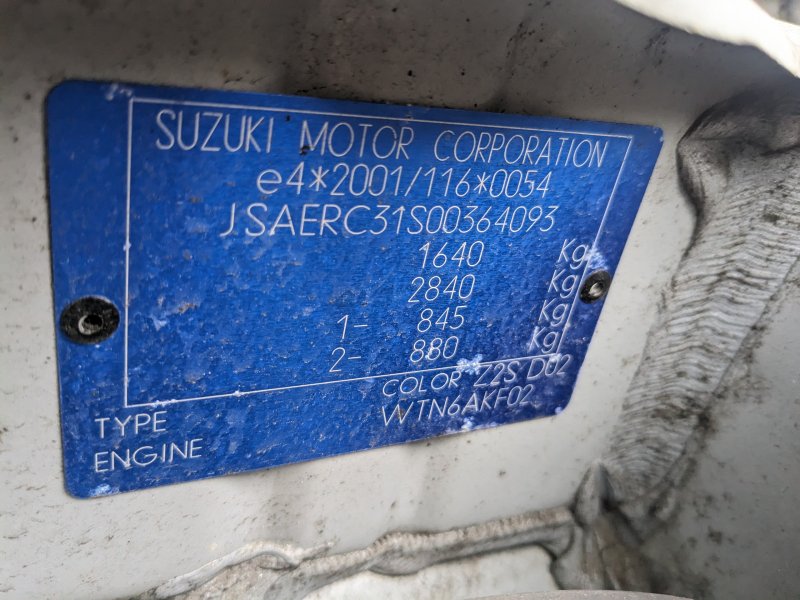 SUZUKI MOTOR CORPORATION
e4*2001/116*0054
JSAERC31S00364093
1640 Kg
2840 Kg
1- 845 Kg
2- 880 Kg
COLOR Z2S D02
TYPE VVTN6AKF02
ENGINE